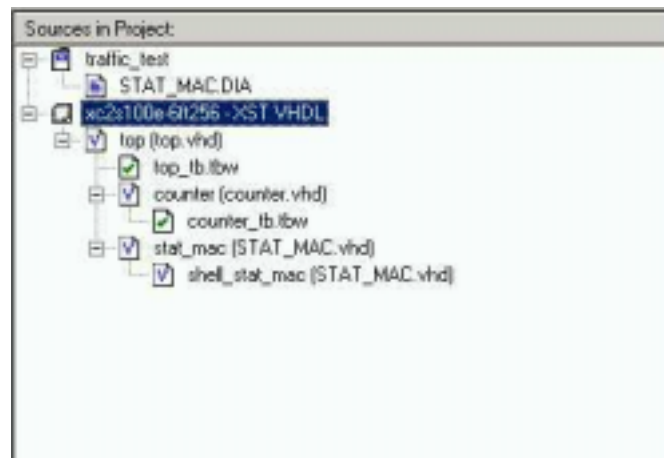 Sources in Project:
traffic_test
STAT_MAC.DIA
xc2s100e-6ft256 - XST VHDL
top (top.vhd)
top_tb.tbw
counter (counter.vhd)
counter_tb.tbw
stat_mac (STAT_MAC.vhd)
shell_stat_mac (STAT_MAC.vhd)